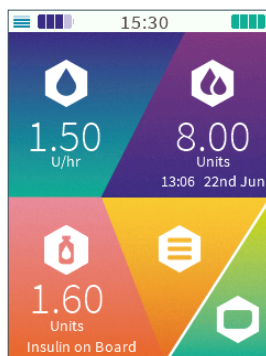 15:30
1.50
U/hr
8.00
Units
13:06 22nd Jun
1.60
Units
Insulin on Board